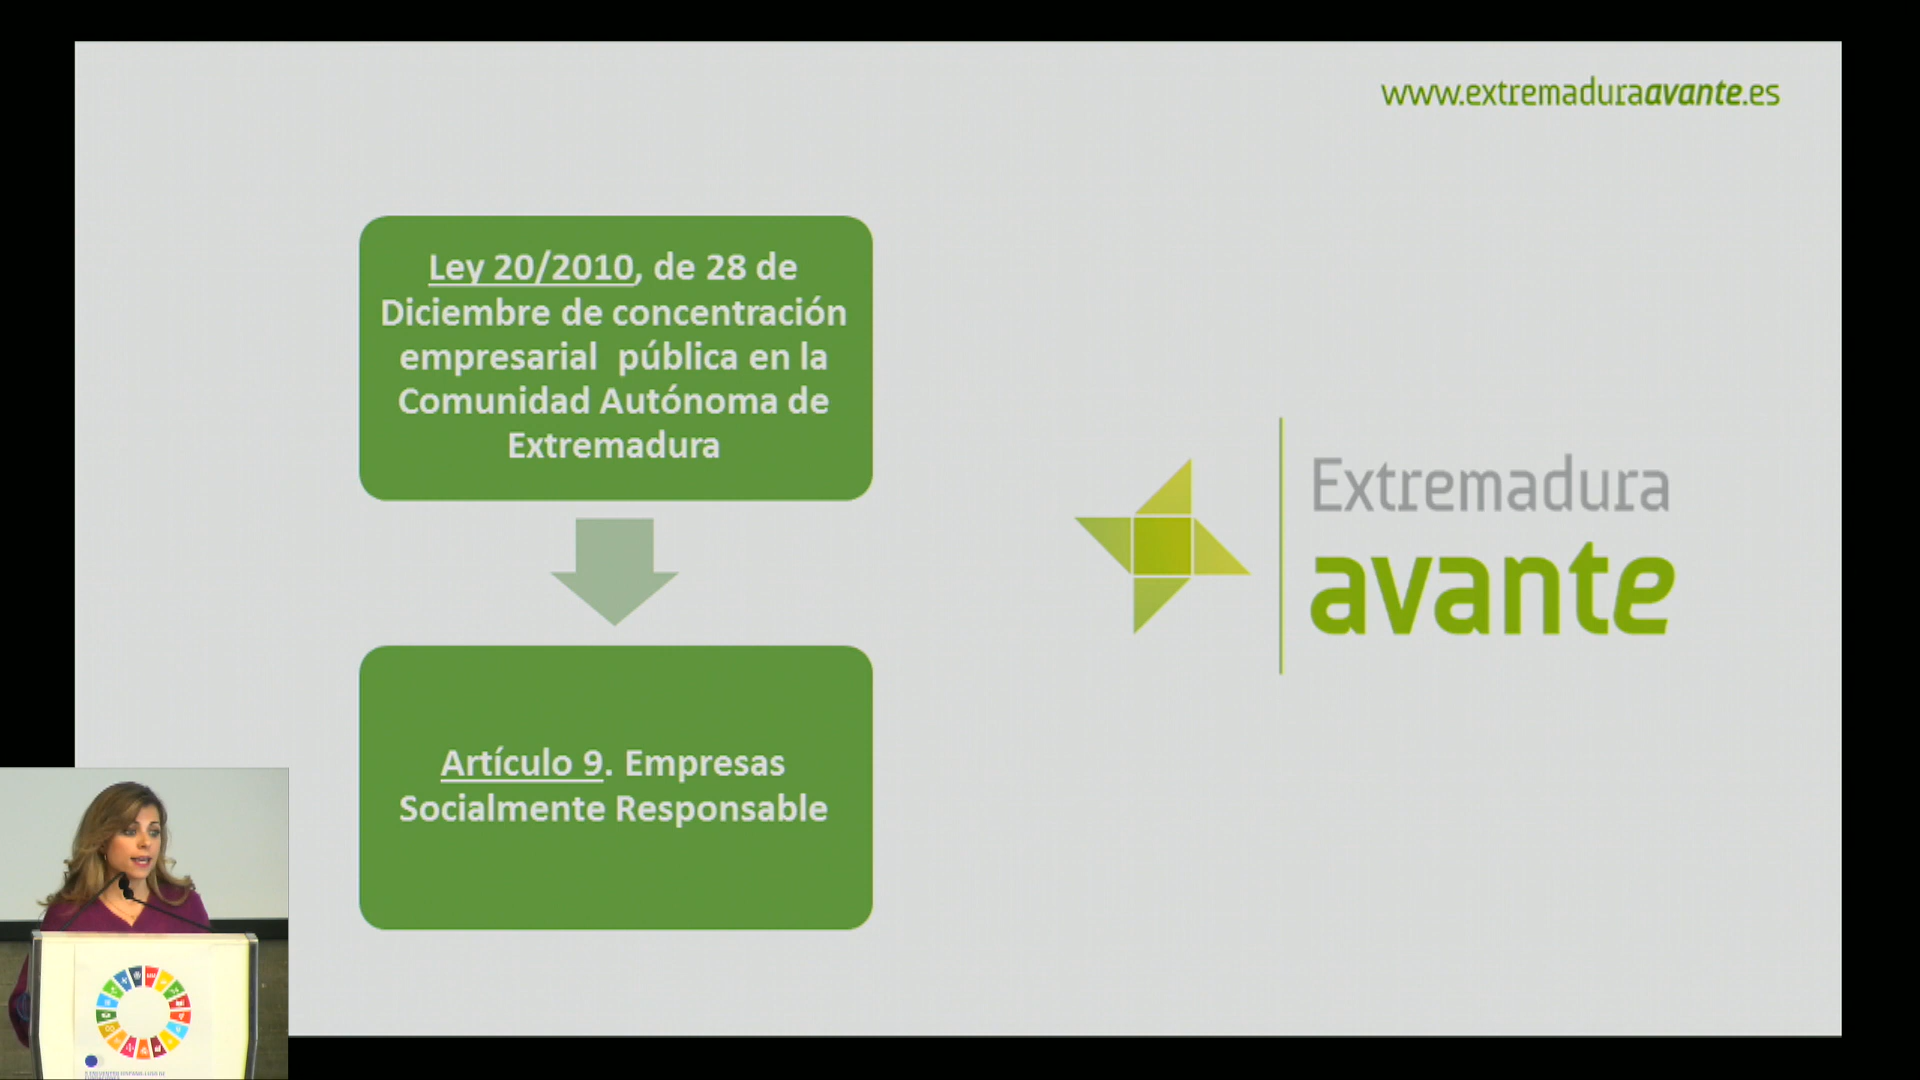 www.extremaduraavante.es
Ley 20/2010, de 28 de
Diciembre de concentración
empresarial  pública en la
Comunidad Autónoma de
Extremadura
Artículo 9. Empresas
Socialmente Responsable
Extremadura
avante